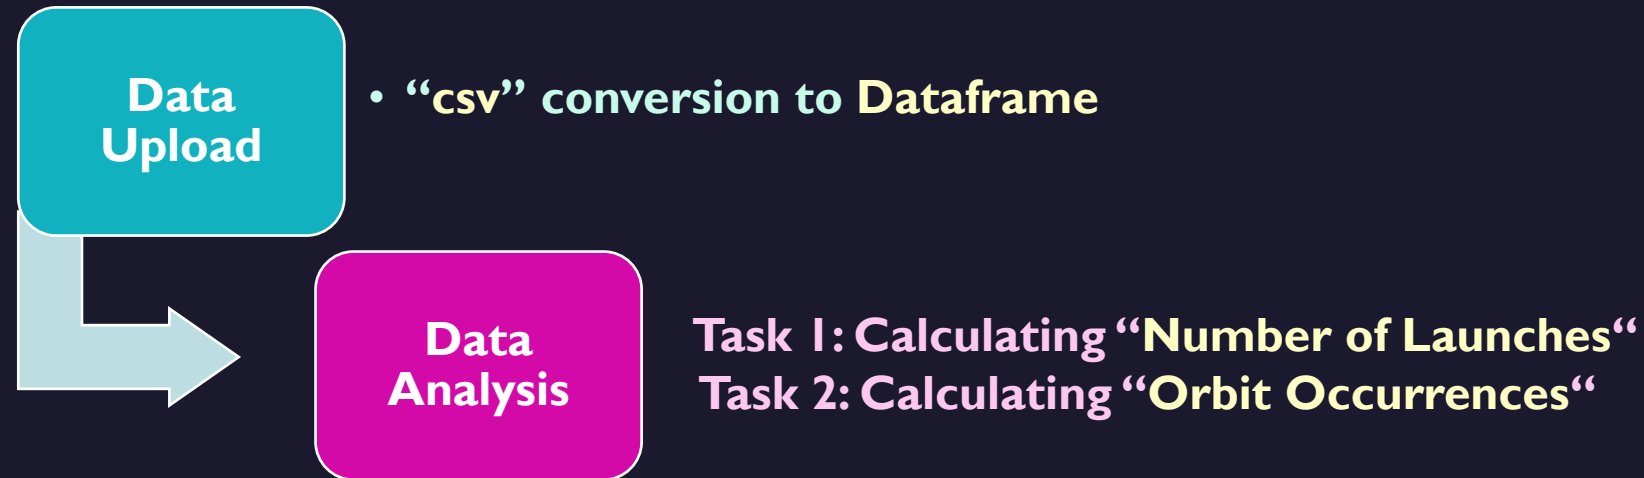 Data
Upload
• “csv” conversion to Dataframe
Data
Analysis
Task 1: Calculating “Number of Launches“
Task 2: Calculating “Orbit Occurrences“